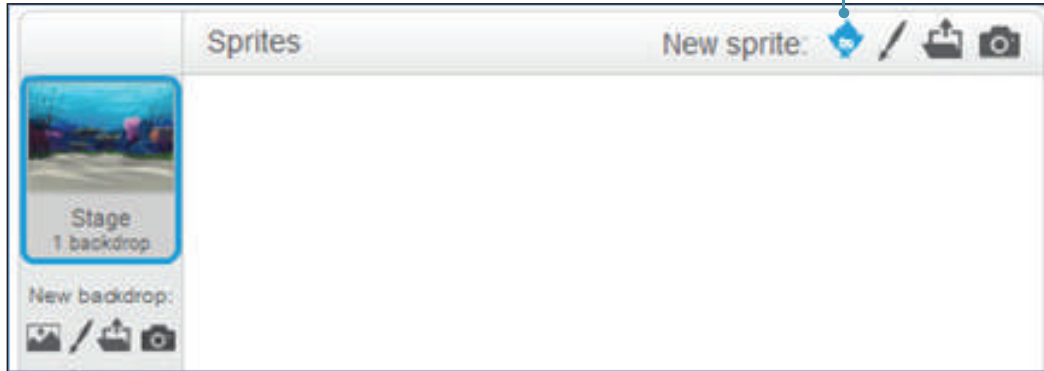 Sprites
New sprite:
Stage
1 backdrop
New backdrop: